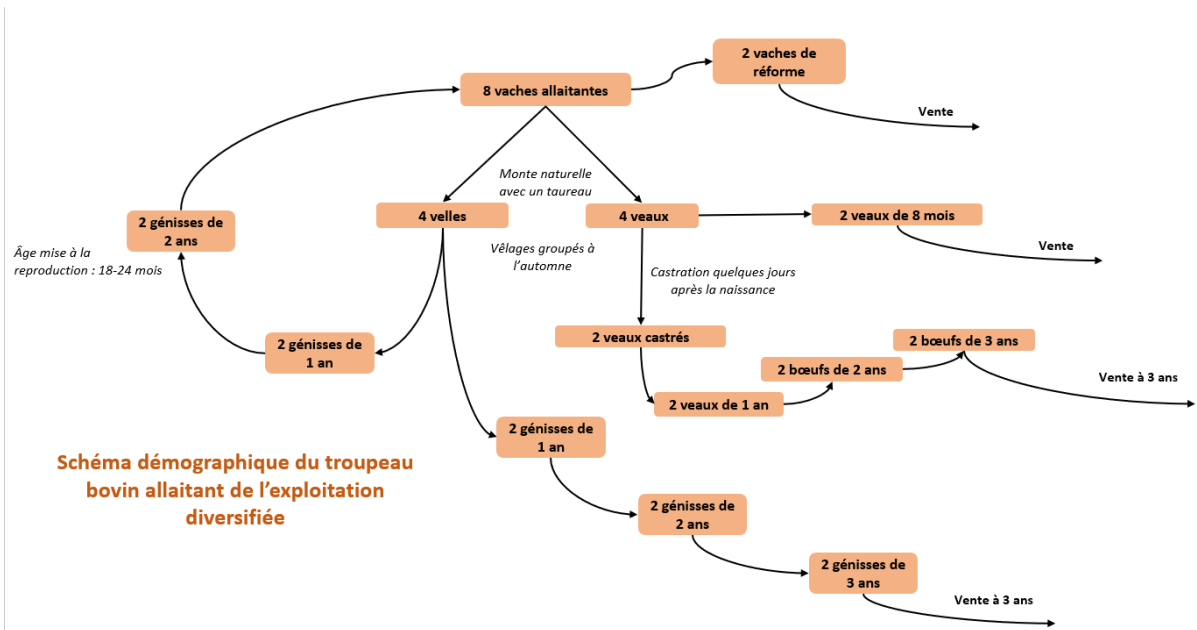 2 vaches de
réforme
8 vaches allaitantes
Vente
Monte naturelle
avec un taureau
2 génisses de
2 ans
4 velles
4 veaux
2 veaux de 8 mois
Âge mise à la
reproduction : 18-24 mois
Vêlages groupés à
l’automne
Vente
Castration quelques jours
après la naissance
2 génisses de
1 an
2 veaux castrés
2 bœufs de 3 ans
2 bœufs de 2 ans
Vente à 3 ans
2 veaux de 1 an
2 génisses de
1 an
Schéma démographique du troupeau
bovin allaitant de l’exploitation
diversifiée
2 génisses de
2 ans
2 génisses de
3 ans
Vente à 3 ans